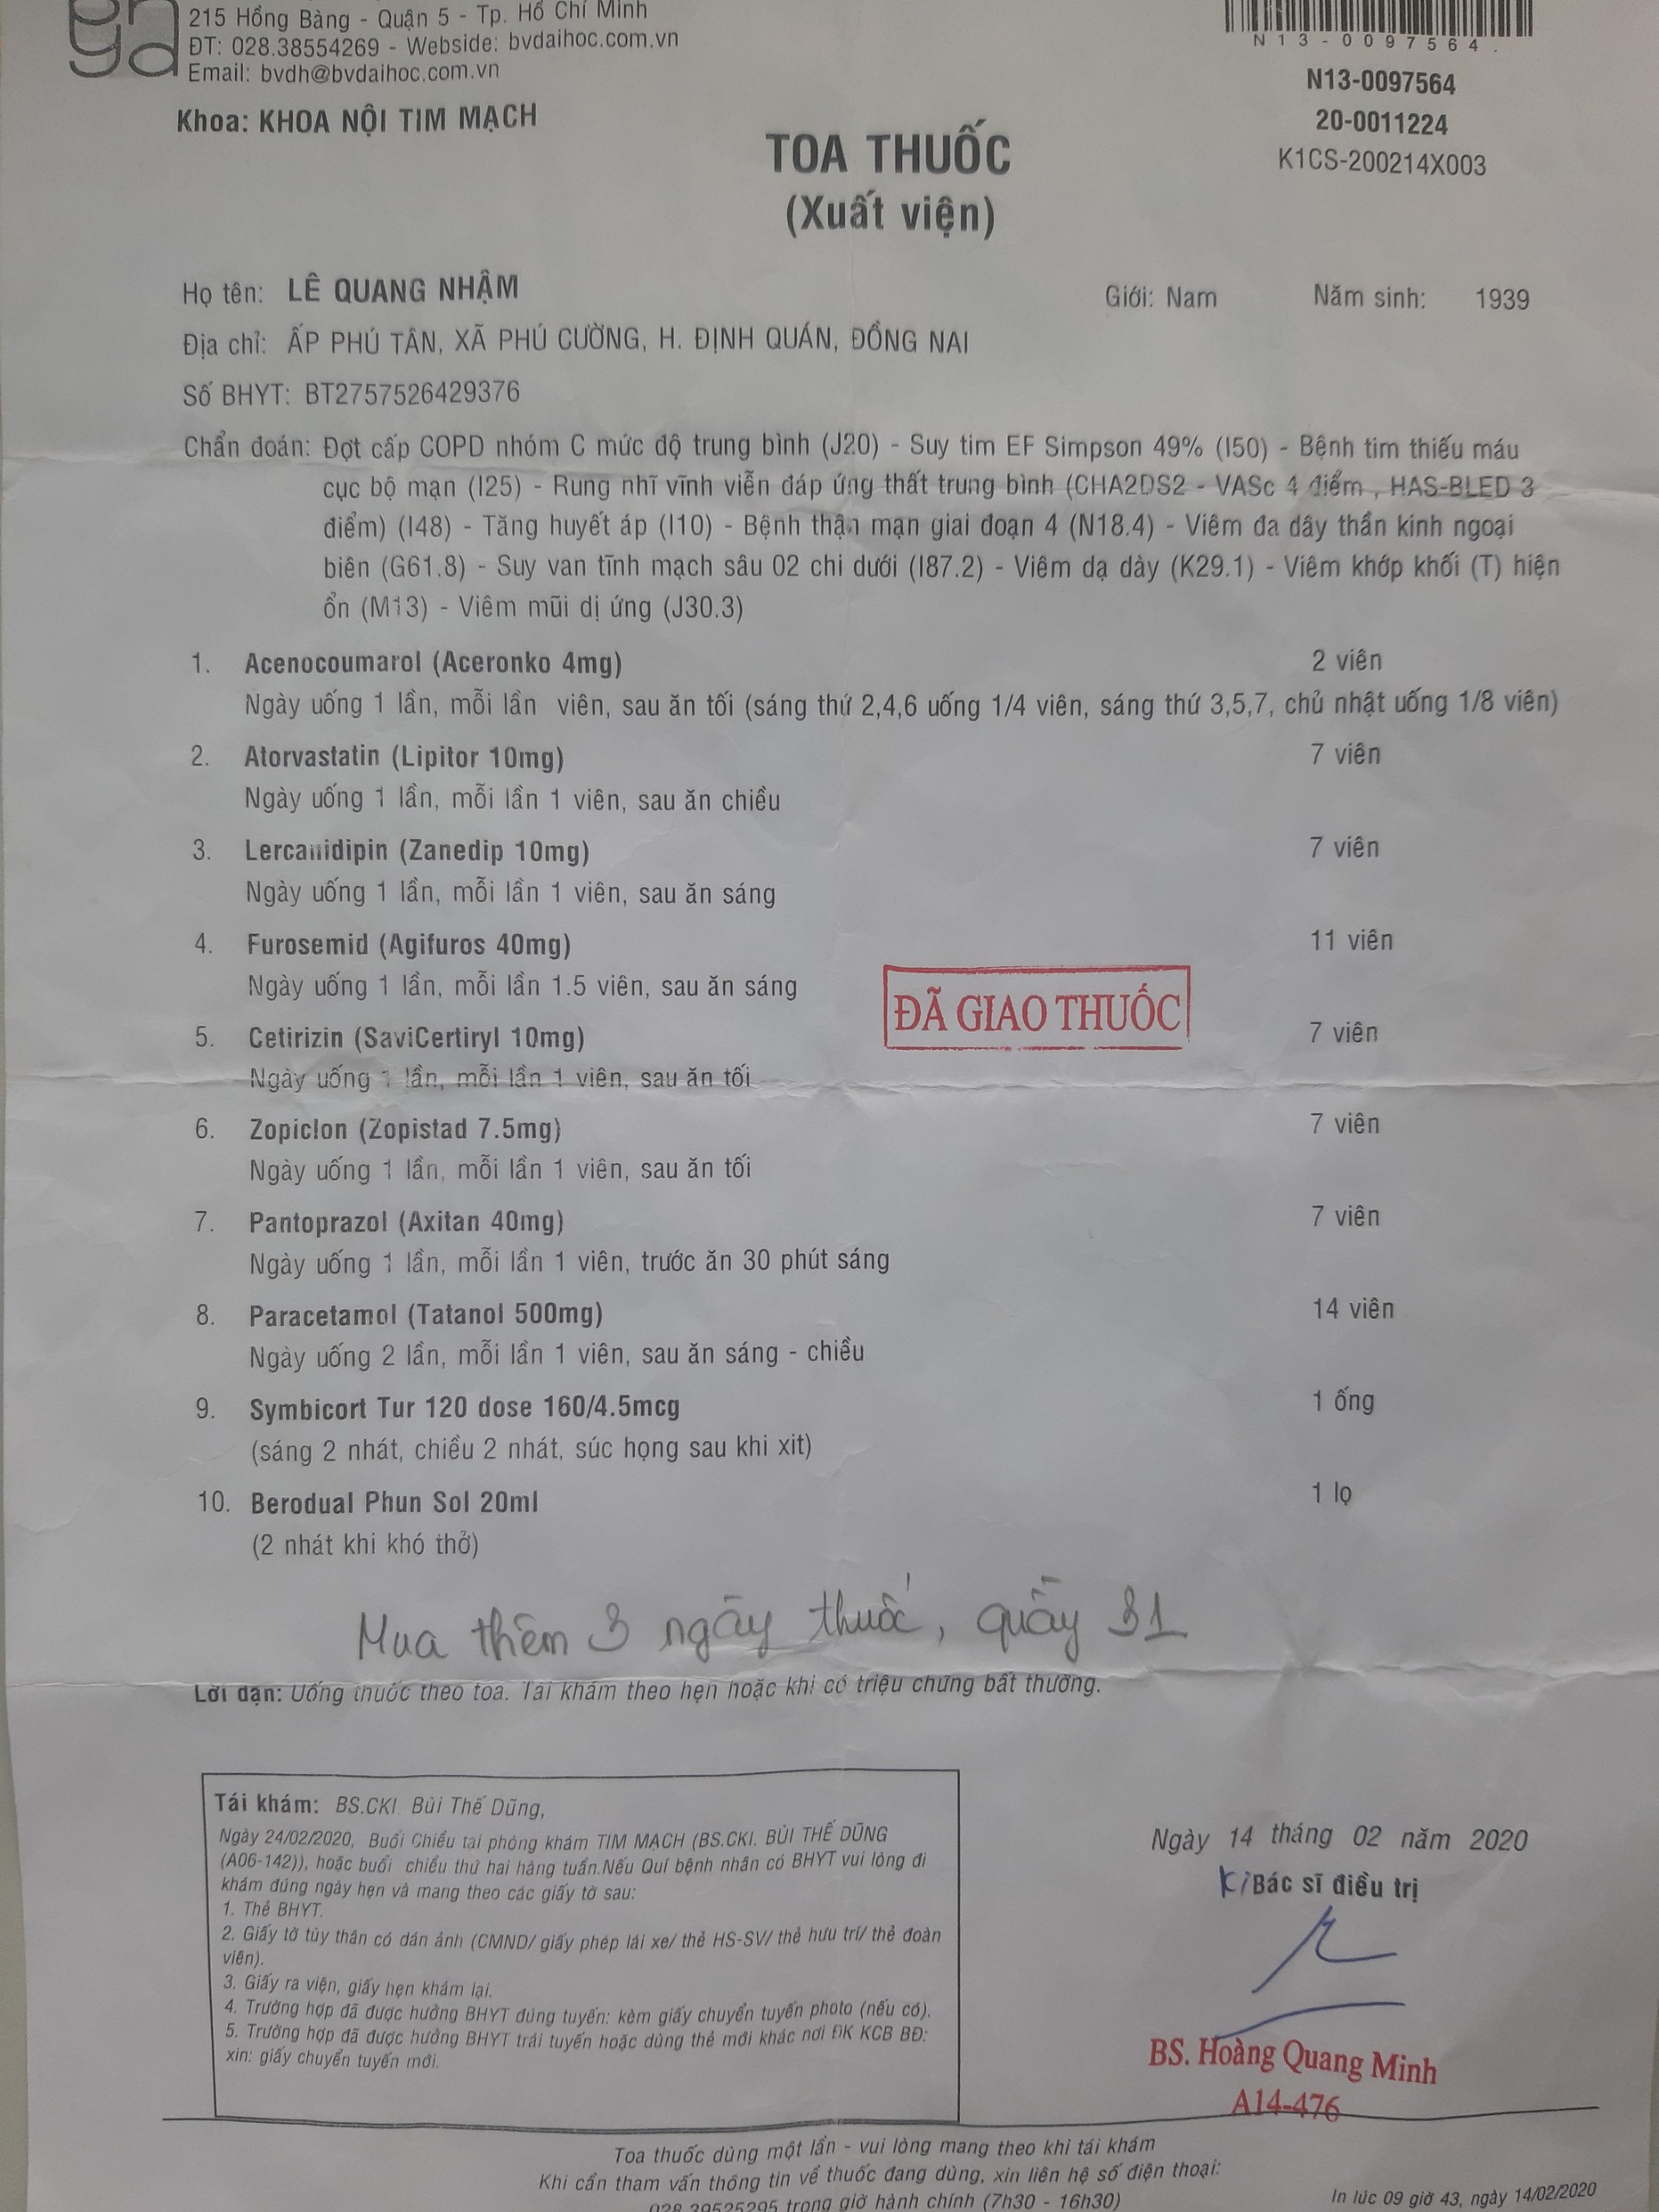 215 Hồng Bàng - Quận 5 - Tp. Hồ Chí Minh
ĐT: 028.38554269 - Webside: bvdaihoc.com.vn
Email: bvdh@bvdaihoc.com.vn
Khoa: KHOA NỘI TIM MẠCH
N13-0097564.
N13-0097564
20-0011224
K1CS-200214X003
TOA THUỐC
(Xuất viện)
Họ tên: LÊ QUANG NHẬM Giới: Nam Năm sinh: 1939
Địa chỉ: ẤP PHÚ TÂN, XÃ PHÚ CƯỜNG, H. ĐỊNH QUÁN, ĐỒNG NAI
Số BHYT: BT2757526429376
Chẩn đoán: Đợt cấp COPD nhóm C mức độ trung bình (J20) - Suy tim EF Simpson 49% (I50) - Bệnh tim thiếu máu
cục bộ mạn (I25) - Rung nhĩ vĩnh viễn đáp ứng thất trung bình (CHA2DS2 - VASc 4 điểm , HAS-BLED 3
điểm) (I48) - Tăng huyết áp (I10) - Bệnh thận mạn giai đoạn 4 (N18.4) - Viêm đa dây thần kinh ngoại
biên (G61.8) - Suy van tĩnh mạch sâu 02 chi dưới (I87.2) - Viêm dạ dày (K29.1) - Viêm khớp khối (T) hiện
ổn (M13) - Viêm mũi dị ứng (J30.3)
1. Acenocoumarol (Aceronko 4mg) 2 viên
Ngày uống 1 lần, mỗi lần viên, sau ăn tối (sáng thứ 2,4,6 uống 1/4 viên, sáng thứ 3,5,7, chủ nhật uống 1/8 viên)
2. Atorvastatin (Lipitor 10mg) 7 viên
Ngày uống 1 lần, mỗi lần 1 viên, sau ăn chiều
3. Lercanidipin (Zanedip 10mg) 7 viên
Ngày uống 1 lần, mỗi lần 1 viên, sau ăn sáng
4. Furosemid (Agifuros 40mg) 11 viên
Ngày uống 1 lần, mỗi lần 1.5 viên, sau ăn sáng
ĐÃ GIAO THUỐC
5. Cetirizin (SaviCertiryl 10mg) 7 viên
Ngày uống 1 lần, mỗi lần 1 viên, sau ăn tối
6. Zopiclon (Zopistad 7.5mg) 7 viên
Ngày uống 1 lần, mỗi lần 1 viên, sau ăn tối
7. Pantoprazol (Axitan 40mg) 7 viên
Ngày uống 1 lần, mỗi lần 1 viên, trước ăn 30 phút sáng
8. Paracetamol (Tatanol 500mg) 14 viên
Ngày uống 2 lần, mỗi lần 1 viên, sau ăn sáng - chiều
9. Symbicort Tur 120 dose 160/4.5mcg 1 ống
(sáng 2 nhát, chiều 2 nhát, súc họng sau khi xit)
10. Berodual Phun Sol 20ml 1 lọ
(2 nhát khi khó thở)
Mua thêm 3 ngày thuốc, quầy 31
Lời dặn: Uống thuốc theo toa. Tái khám theo hẹn hoặc khi có triệu chứng bất thường.
Tái khám: BS.CKI. Bùi Thế Dũng,
Ngày 24/02/2020, Buổi Chiều tại phòng khám TIM MẠCH (BS.CKI. BÙI THẾ DŨNG
(A06-142)), hoặc buổi chiều thứ hai hàng tuần.Nếu Quí bệnh nhân có BHYT vui lòng đi
khám đúng ngày hẹn và mang theo các giấy tờ sau:
1. Thẻ BHYT.
2. Giấy tờ tùy thân có dán ảnh (CMND/ giấy phép lái xe/ thẻ HS-SV/ thẻ hưu trí/ thẻ đoàn
viên).
3. Giấy ra viện, giấy hẹn khám lại.
4. Trường hợp đã được hưởng BHYT đúng tuyến: kèm giấy chuyển tuyến photo (nếu có).
5. Trường hợp đã được hưởng BHYT trái tuyến hoặc dùng thẻ mới khác nơi ĐK KCB BĐ:
xin: giấy chuyển tuyến mới.
Ngày 14 tháng 02 năm 2020
Bác sĩ điều trị
BS. Hoàng Quang Minh
A14-476
Toa thuốc dùng một lần - vui lòng mang theo khi tái khám
Khi cần tham vấn thông tin về thuốc đang dùng, xin liên hệ số điện thoại:
028.39525295 trong giờ hành chính (7h30 - 16h30)
In lúc 09 giờ 43, ngày 14/02/2020